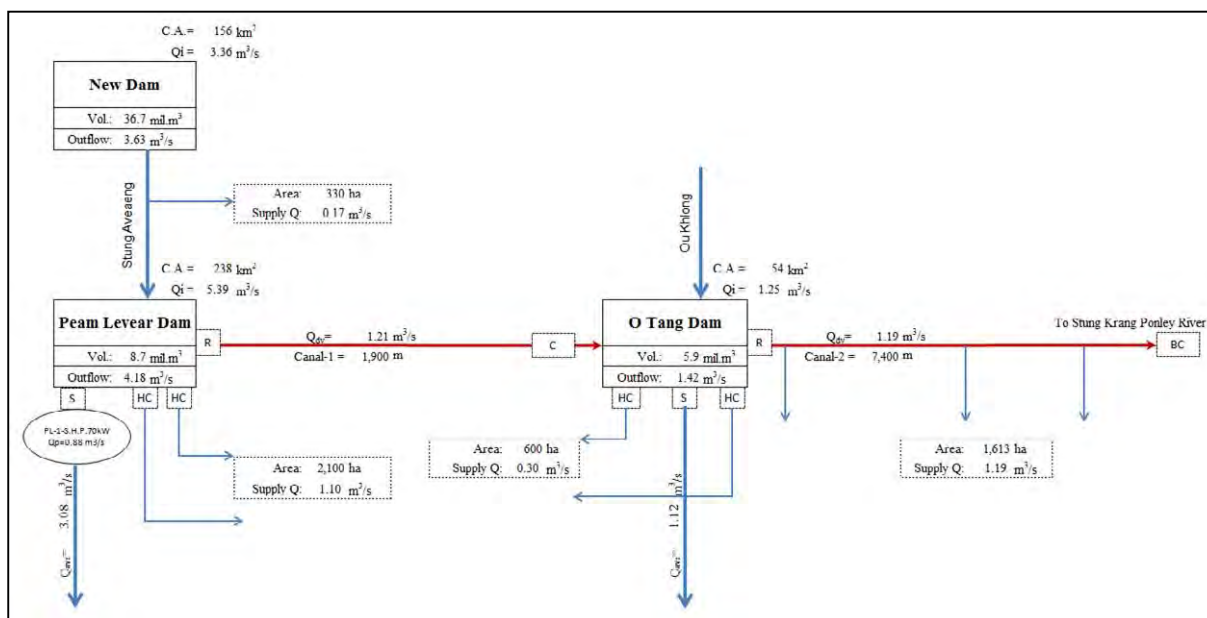 C.A.= 156 km²
Qi = 3.36 m³/s
New Dam
Vol.: 36.7 mil.m³
Outflow: 3.63 m³/s
Stung Aveaeng
Area: 330 ha
Supply Q: 0.17 m³/s
Ou Khlong
C.A = 238 km²
Qi = 5.39 m³/s
C.A = 54 km²
Qi = 1.25 m³/s
Peam Levear Dam
R
Qdv= 1.21 m³/s
Canal-1 = 1,900 m
C
O Tang Dam
R
Qdv= 1.19 m³/s
Canal-2 = 7,400 m
To Stung Krang Ponley River
BC
Vol.: 8.7 mil.m³
Outflow: 4.18 m³/s
Vol.: 5.9 mil.m³
Outflow: 1.42 m³/s
S
HC
HC
HC
S
HC
PL-1-S.H.P.70kW
Qp=0.88 m3/s
Area: 2,100 ha
Supply Q: 1.10 m³/s
Area: 600 ha
Supply Q: 0.30 m³/s
Area: 1,613 ha
Supply Q: 1.19 m³/s
3.08 m³/s
1.12 m³/s